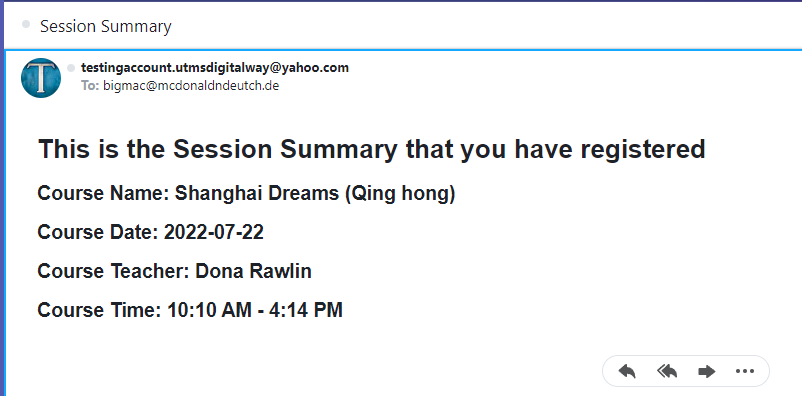 Session Summary
T
testingaccount.utmsdigitalway@yahoo.com
To: bigmac@mcdonaldndeutch.de
This is the Session Summary that you have registered
Course Name: Shanghai Dreams (Qing hong)
Course Date: 2022-07-22
Course Teacher: Dona Rawlin
Course Time: 10:10 AM - 4:14 PM